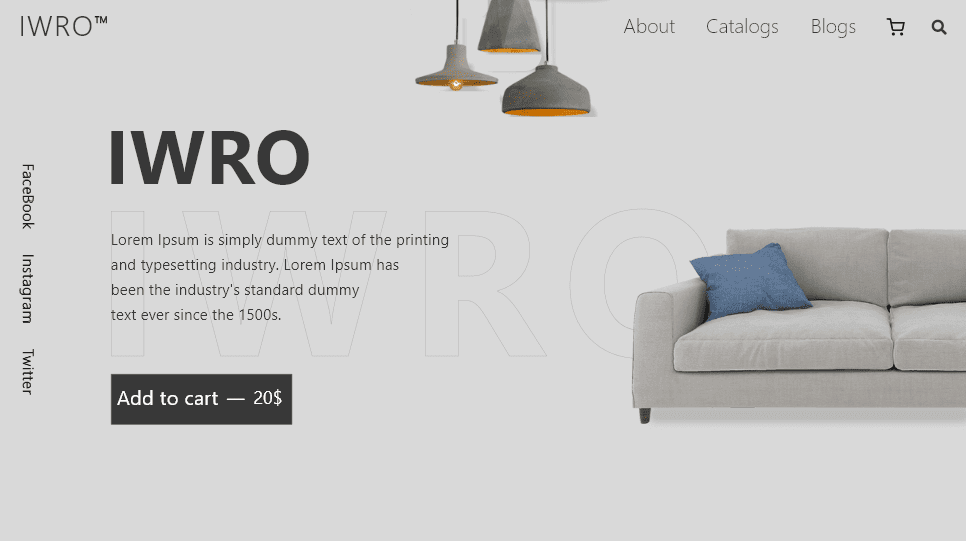 IWRO™
About Catalogs Blogs
IWRO
IWRO
Lorem Ipsum is simply dummy text of the printing
and typesetting industry. Lorem Ipsum has
been the industry's standard dummy
text ever since the 1500s.
Add to cart — 20$
FaceBook
Instagram
Twitter